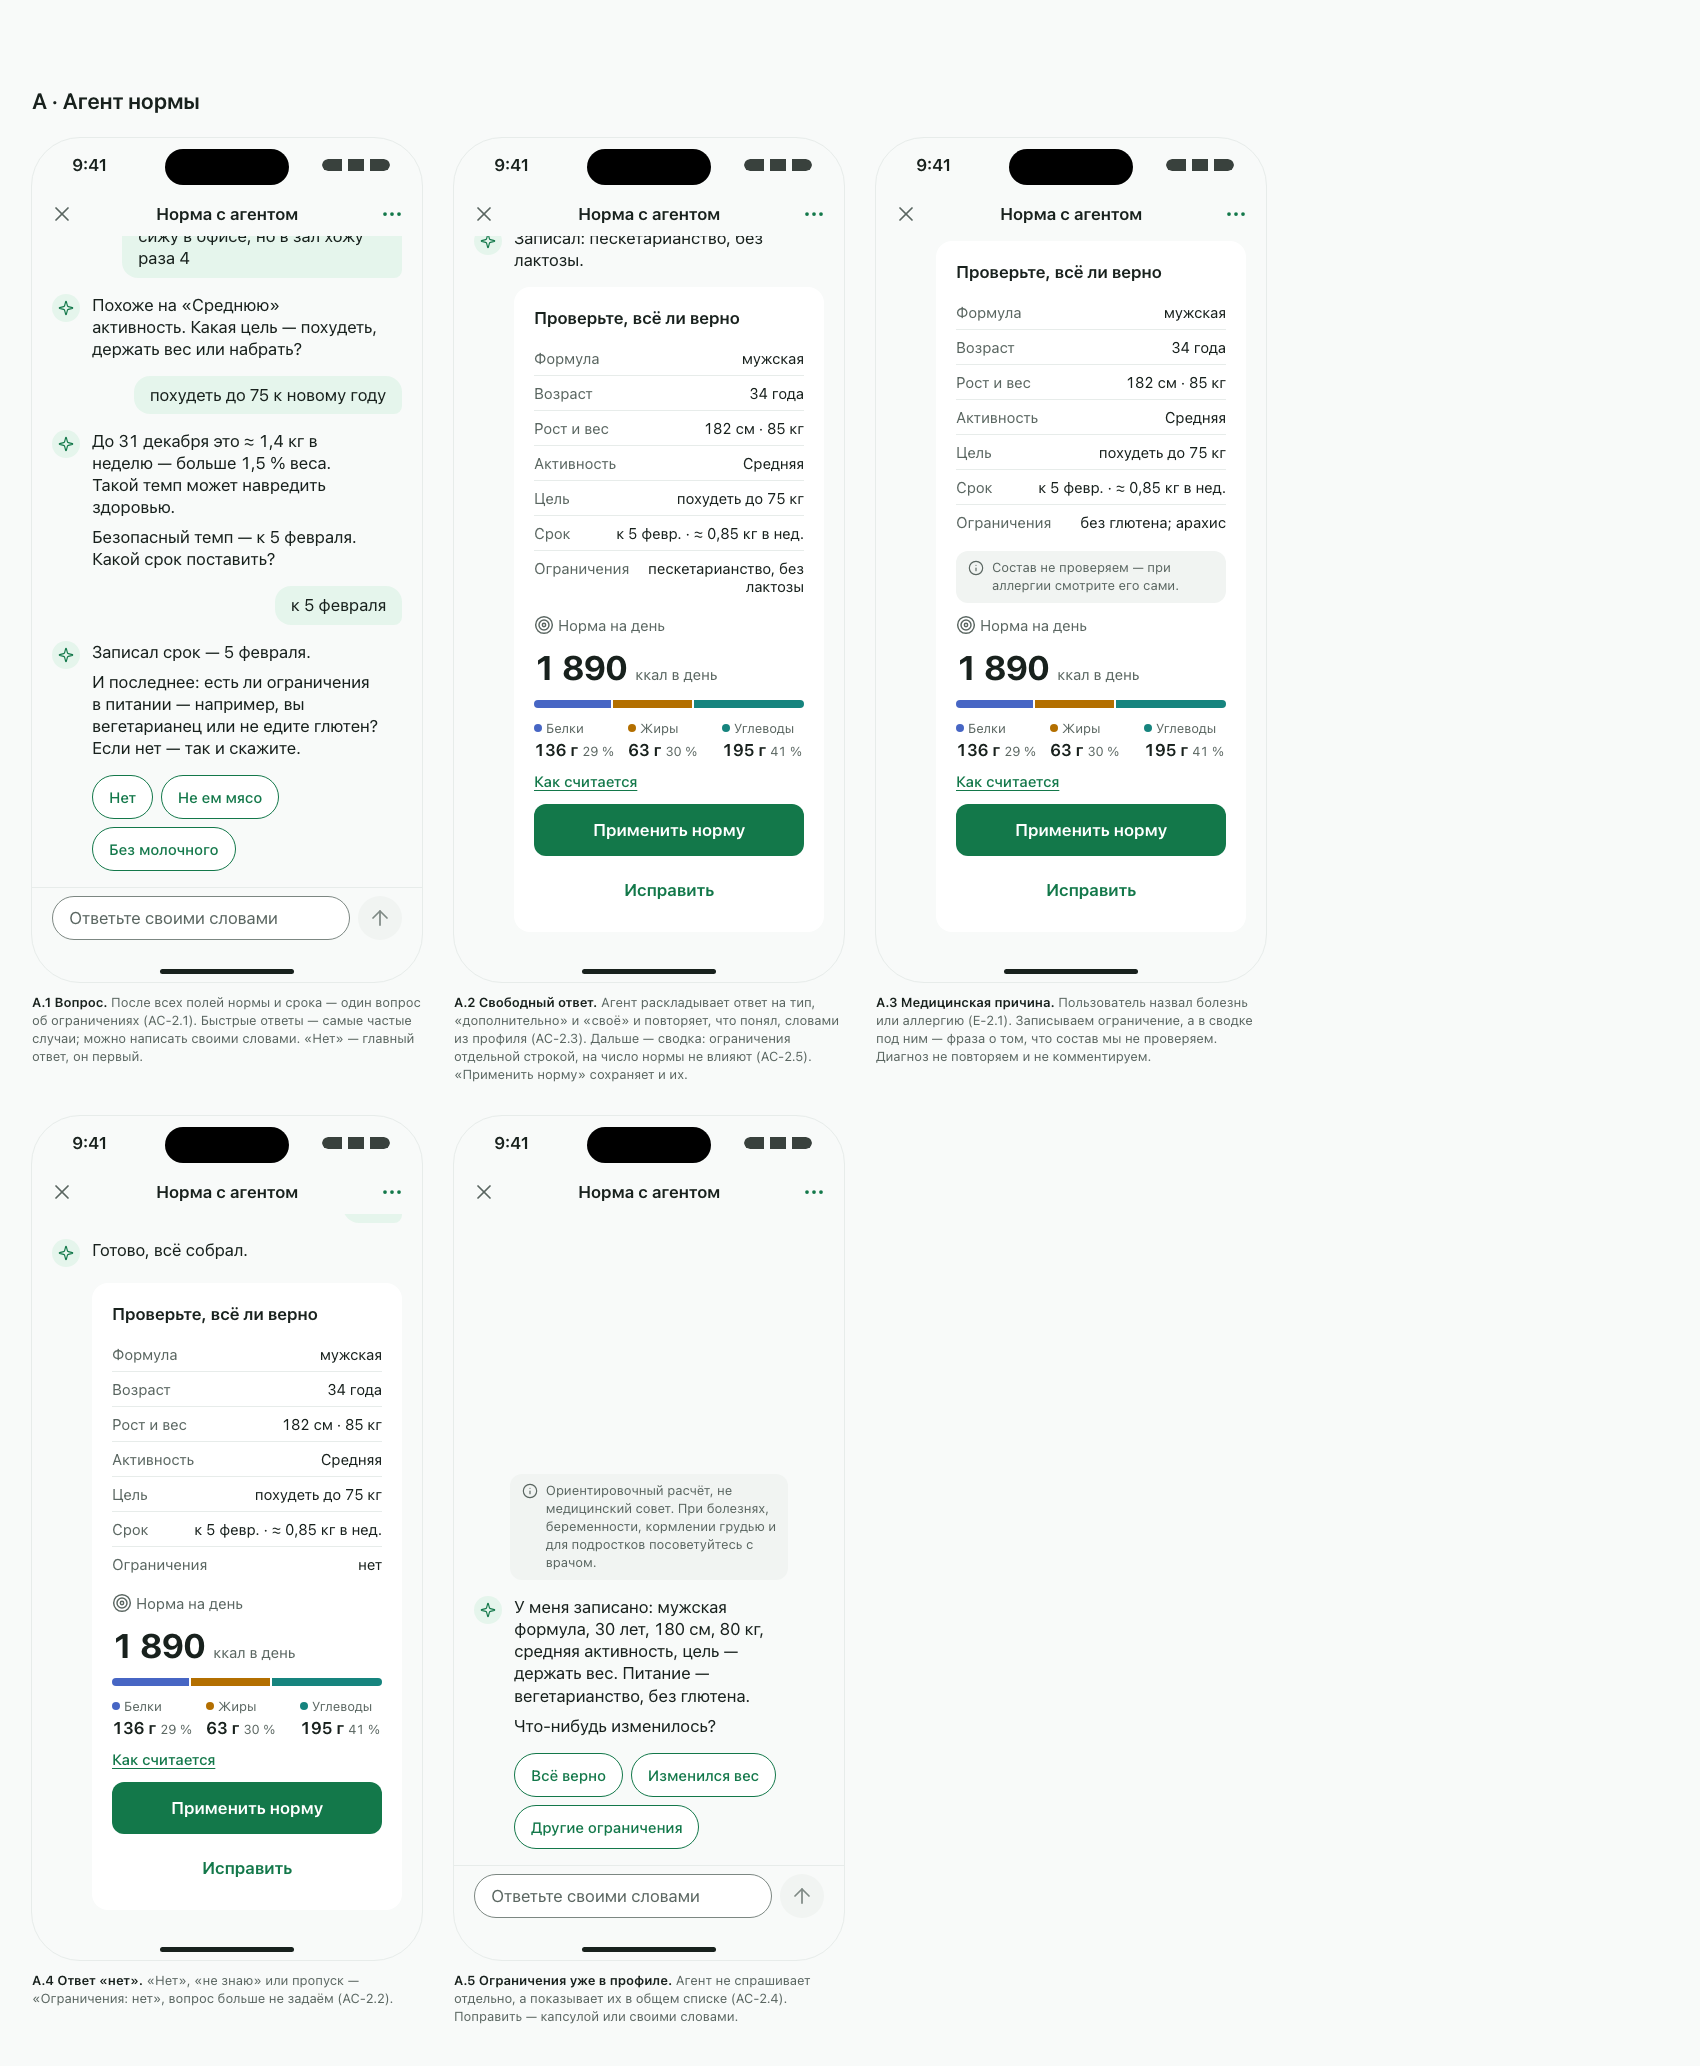 А · Агент нормы
9:41
Норма с агентом
сижу в офисе, но в зал хожу
раза 4
Похоже на «Среднюю»
активность. Какая цель — похудеть,
держать вес или набрать?
похудеть до 75 к новому году
До 31 декабря это ≈ 1,4 кг в
неделю — больше 1,5 % веса.
Такой темп может навредить
здоровью.
Безопасный темп — к 5 февраля.
Какой срок поставить?
к 5 февраля
Записал срок — 5 февраля.
И последнее: есть ли ограничения
в питании — например, вы
вегетарианец или не едите глютен?
Если нет — так и скажите.
Нет
Не ем мясо
Без молочного
Ответьте своими словами
А.1 Вопрос. После всех полей нормы и срока — один вопрос
об ограничениях (АС-2.1). Быстрые ответы — самые частые
случаи; можно написать своими словами. «Нет» — главный
ответ, он первый.
9:41
Норма с агентом
Записал: пескетарианство, без
лактозы.
Проверьте, всё ли верно
Формула мужская
Возраст 34 года
Рост и вес 182 см · 85 кг
Активность Средняя
Цель похудеть до 75 кг
Срок к 5 февр. · ≈ 0,85 кг в нед.
Ограничения пескетарианство, без
лактозы
Норма на день
1 890 ккал в день
Белки Жиры Углеводы
136 г 29 % 63 г 30 % 195 г 41 %
Как считается
Применить норму
Исправить
А.2 Свободный ответ. Агент раскладывает ответ на тип,
«дополнительно» и «своё» и повторяет, что понял, словами
из профиля (АС-2.3). Дальше — сводка: ограничения
отдельной строкой, на число нормы не влияют (АС-2.5).
«Применить норму» сохраняет и их.
9:41
Норма с агентом
Проверьте, всё ли верно
Формула мужская
Возраст 34 года
Рост и вес 182 см · 85 кг
Активность Средняя
Цель похудеть до 75 кг
Срок к 5 февр. · ≈ 0,85 кг в нед.
Ограничения без глютена; арахис
Состав не проверяем — при
аллергии смотрите его сами.
Норма на день
1 890 ккал в день
Белки Жиры Углеводы
136 г 29 % 63 г 30 % 195 г 41 %
Как считается
Применить норму
Исправить
А.3 Медицинская причина. Пользователь назвал болезнь
или аллергию (Е-2.1). Записываем ограничение, а в сводке
под ним — фраза о том, что состав мы не проверяем.
Диагноз не повторяем и не комментируем.
9:41
Норма с агентом
Готово, всё собрал.
Проверьте, всё ли верно
Формула мужская
Возраст 34 года
Рост и вес 182 см · 85 кг
Активность Средняя
Цель похудеть до 75 кг
Срок к 5 февр. · ≈ 0,85 кг в нед.
Ограничения нет
Норма на день
1 890 ккал в день
Белки Жиры Углеводы
136 г 29 % 63 г 30 % 195 г 41 %
Как считается
Применить норму
Исправить
А.4 Ответ «нет». «Нет», «не знаю» или пропуск —
«Ограничения: нет», вопрос больше не задаём (АС-2.2).
9:41
Норма с агентом
Ориентировочный расчёт, не
медицинский совет. При болезнях,
беременности, кормлении грудью и
для подростков посоветуйтесь с
врачом.
У меня записано: мужская
формула, 30 лет, 180 см, 80 кг,
средняя активность, цель —
держать вес. Питание —
вегетарианство, без глютена.
Что-нибудь изменилось?
Всё верно
Изменился вес
Другие ограничения
Ответьте своими словами
А.5 Ограничения уже в профиле. Агент не спрашивает
отдельно, а показывает их в общем списке (АС-2.4).
Поправить — капсулой или своими словами.